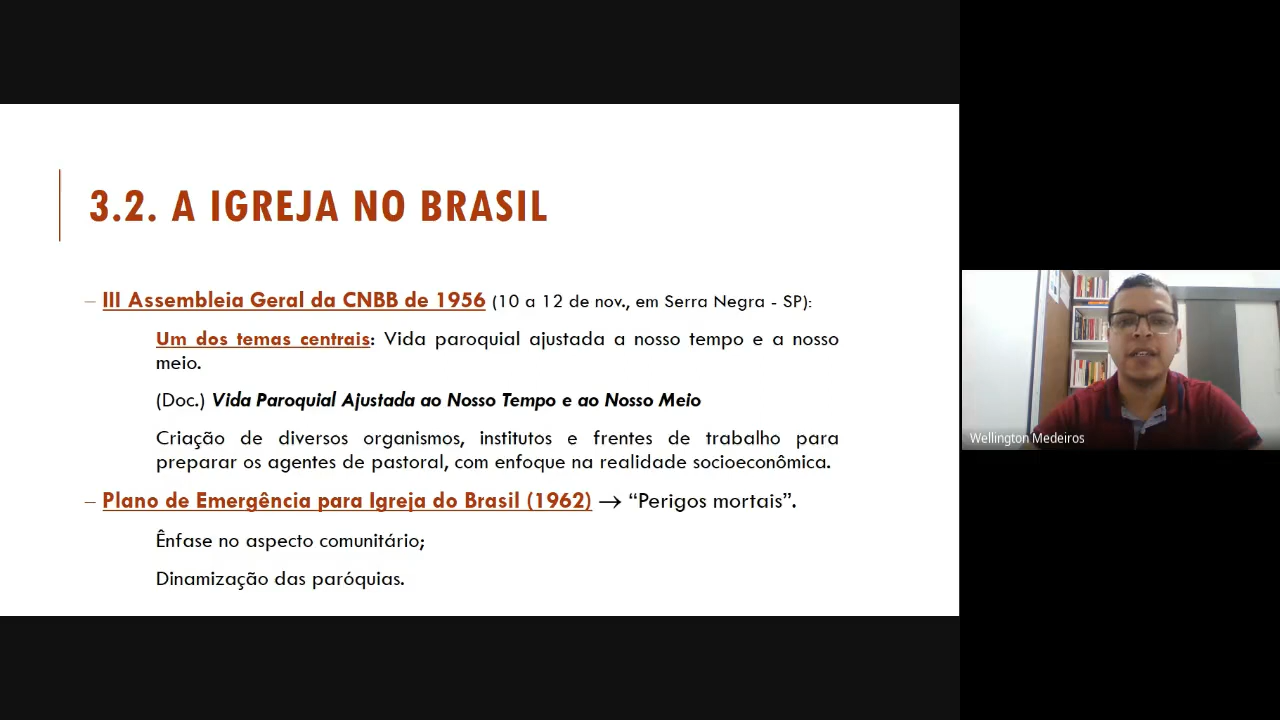 3.2. A IGREJA NO BRASIL
– III Assembleia Geral da CNBB de 1956 (10 a 12 de nov., em Serra Negra - SP):
Um dos temas centrais: Vida paroquial ajustada a nosso tempo e a nosso
meio.
(Doc.) Vida Paroquial Ajustada ao Nosso Tempo e ao Nosso Meio
Criação de diversos organismos, institutos e frentes de trabalho para
preparar os agentes de pastoral, com enfoque na realidade socioeconômica.
– Plano de Emergência para Igreja do Brasil (1962) → “Perigos mortais”.
Ênfase no aspecto comunitário;
Dinamização das paróquias.
Wellington Medeiros